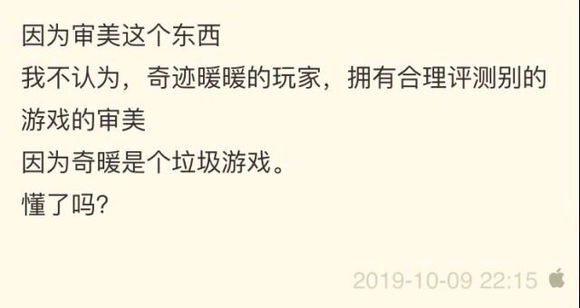 因为审美这个东西
我不认为，奇迹暖暖的玩家，拥有合理评测别的
游戏的审美
因为奇暖是个垃圾游戏。
懂了吗？
2019-10-09 22:15